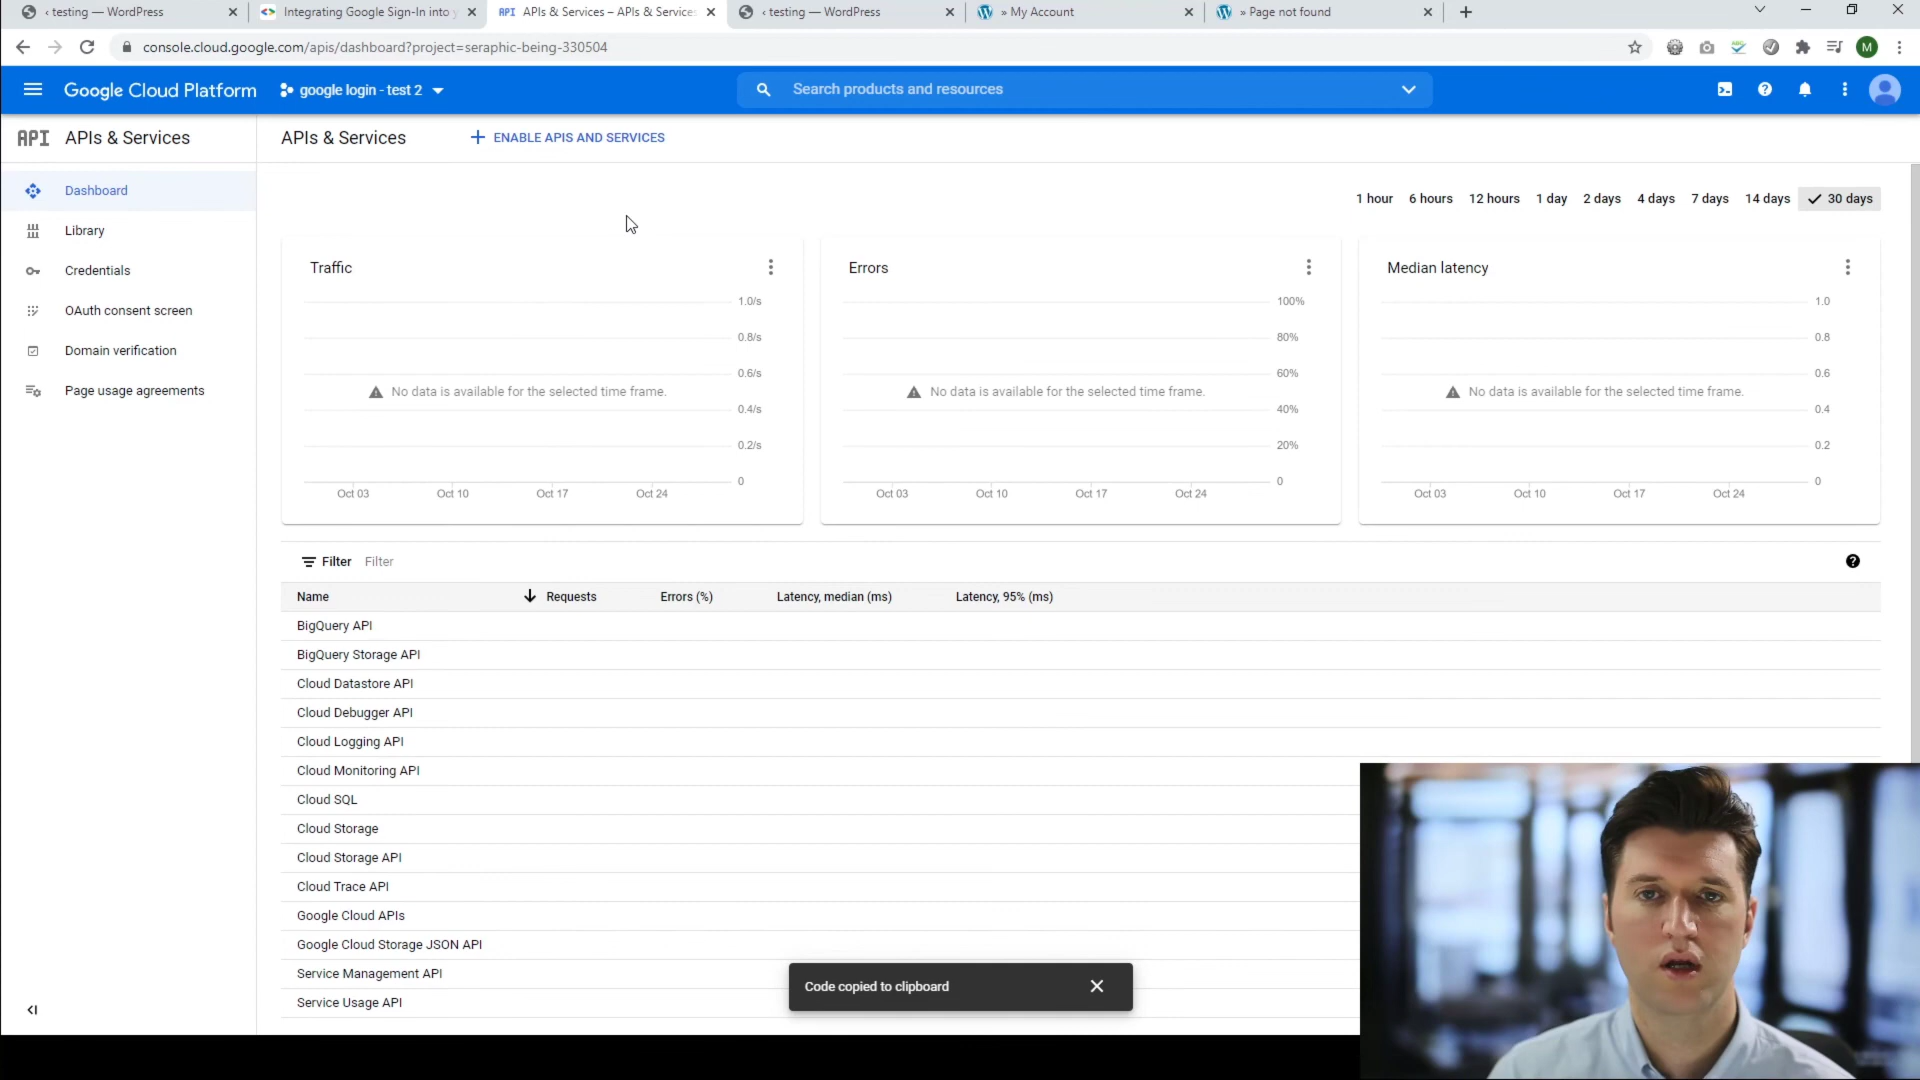 ‹ testing — WordPress
Integrating Google Sign-In into y
APIs & Services – APIs & Services
‹ testing — WordPress
» My Account
» Page not found
console.cloud.google.com/apis/dashboard?project=seraphic-being-330504
M
Google Cloud Platform
google login - test 2
Search products and resources
API
APIs & Services
APIs & Services
ENABLE APIS AND SERVICES
Dashboard
Library
Credentials
OAuth consent screen
Domain verification
Page usage agreements
1 hour
6 hours
12 hours
1 day
2 days
4 days
7 days
14 days
30 days
Traffic
1.0/s
0.8/s
0.6/s
No data is available for the selected time frame.
0.4/s
0.2/s
0
Oct 03
Oct 10
Oct 17
Oct 24
Errors
100%
80%
60%
No data is available for the selected time frame.
40%
20%
0
Oct 03
Oct 10
Oct 17
Oct 24
Median latency
1.0
0.8
0.6
No data is available for the selected time frame.
0.4
0.2
0
Oct 03
Oct 10
Oct 17
Oct 24
Filter
Filter
Name
Requests
Errors (%)
Latency, median (ms)
Latency, 95% (ms)
BigQuery API
BigQuery Storage API
Cloud Datastore API
Cloud Debugger API
Cloud Logging API
Cloud Monitoring API
Cloud SQL
Cloud Storage
Cloud Storage API
Cloud Trace API
Google Cloud APIs
Google Cloud Storage JSON API
Service Management API
Service Usage API
Code copied to clipboard